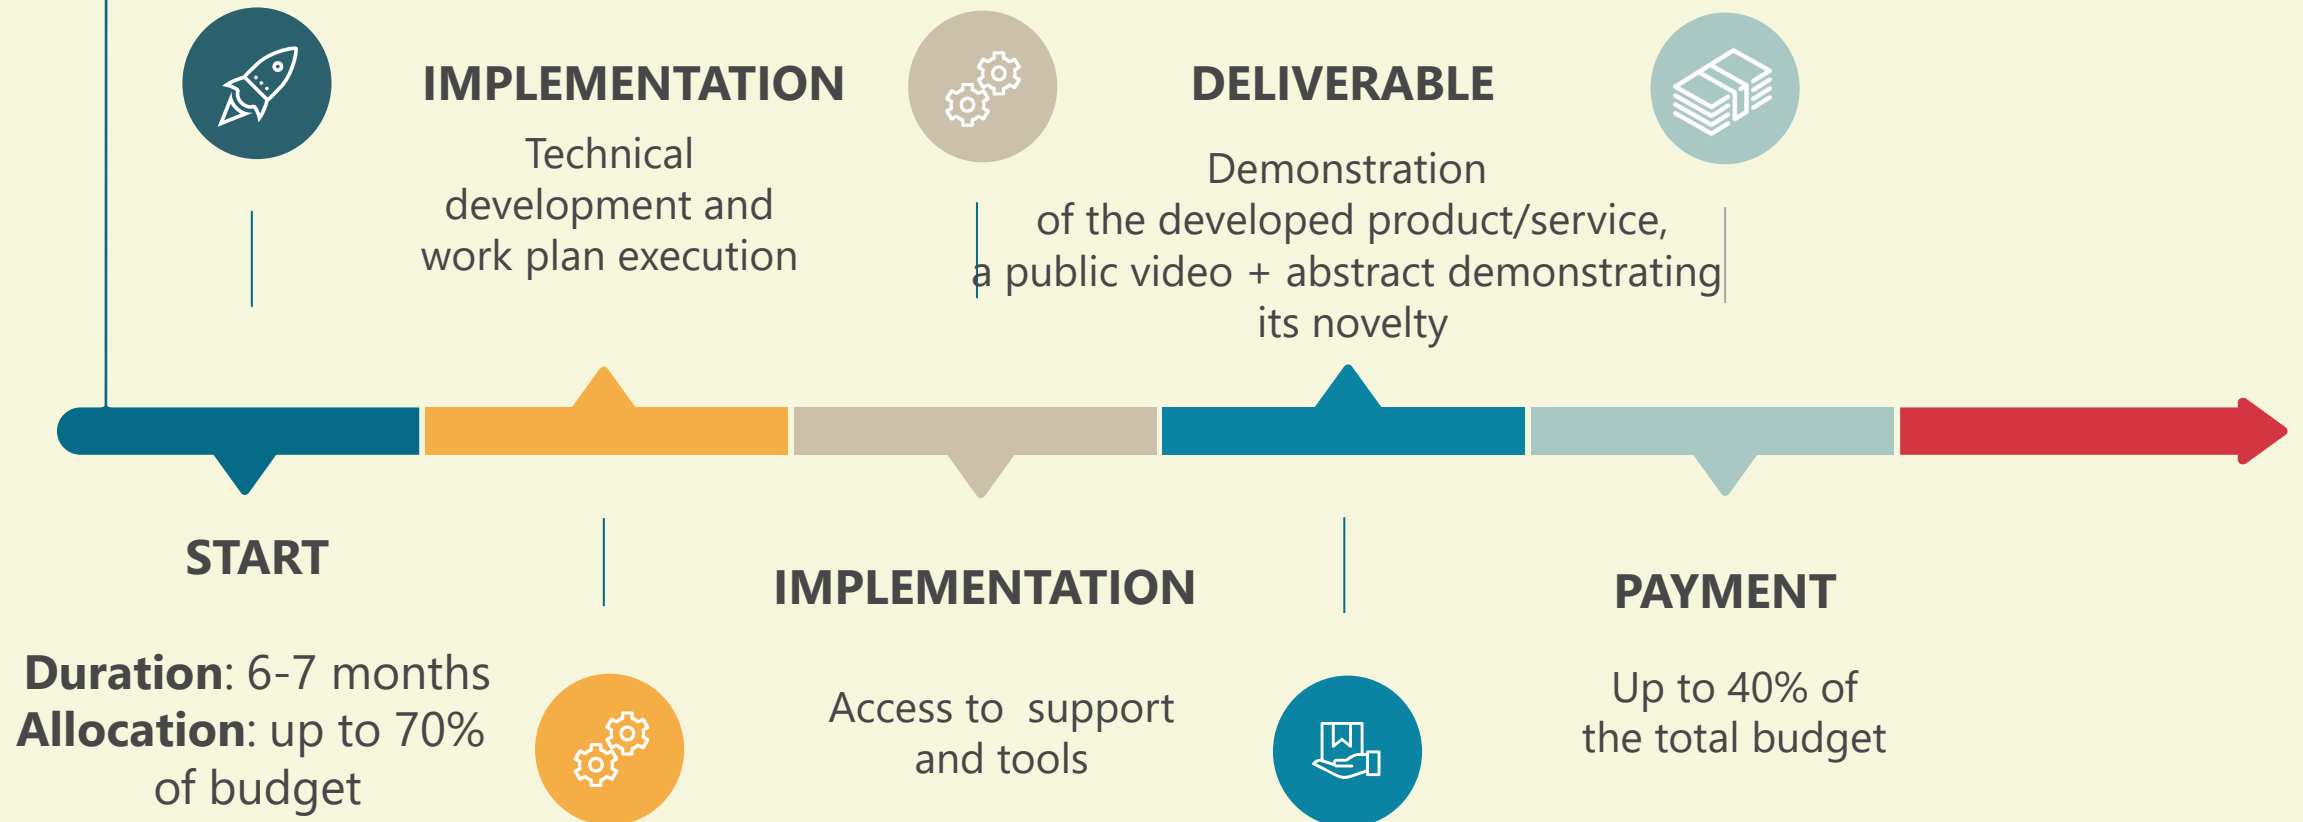 IMPLEMENTATION
Technical
development and
work plan execution
DELIVERABLE
Demonstration
of the developed product/service,
a public video + abstract demonstrating
its novelty
START
Duration: 6-7 months
Allocation: up to 70%
of budget
IMPLEMENTATION
Access to  support
and tools
PAYMENT
Up to 40% of
the total budget